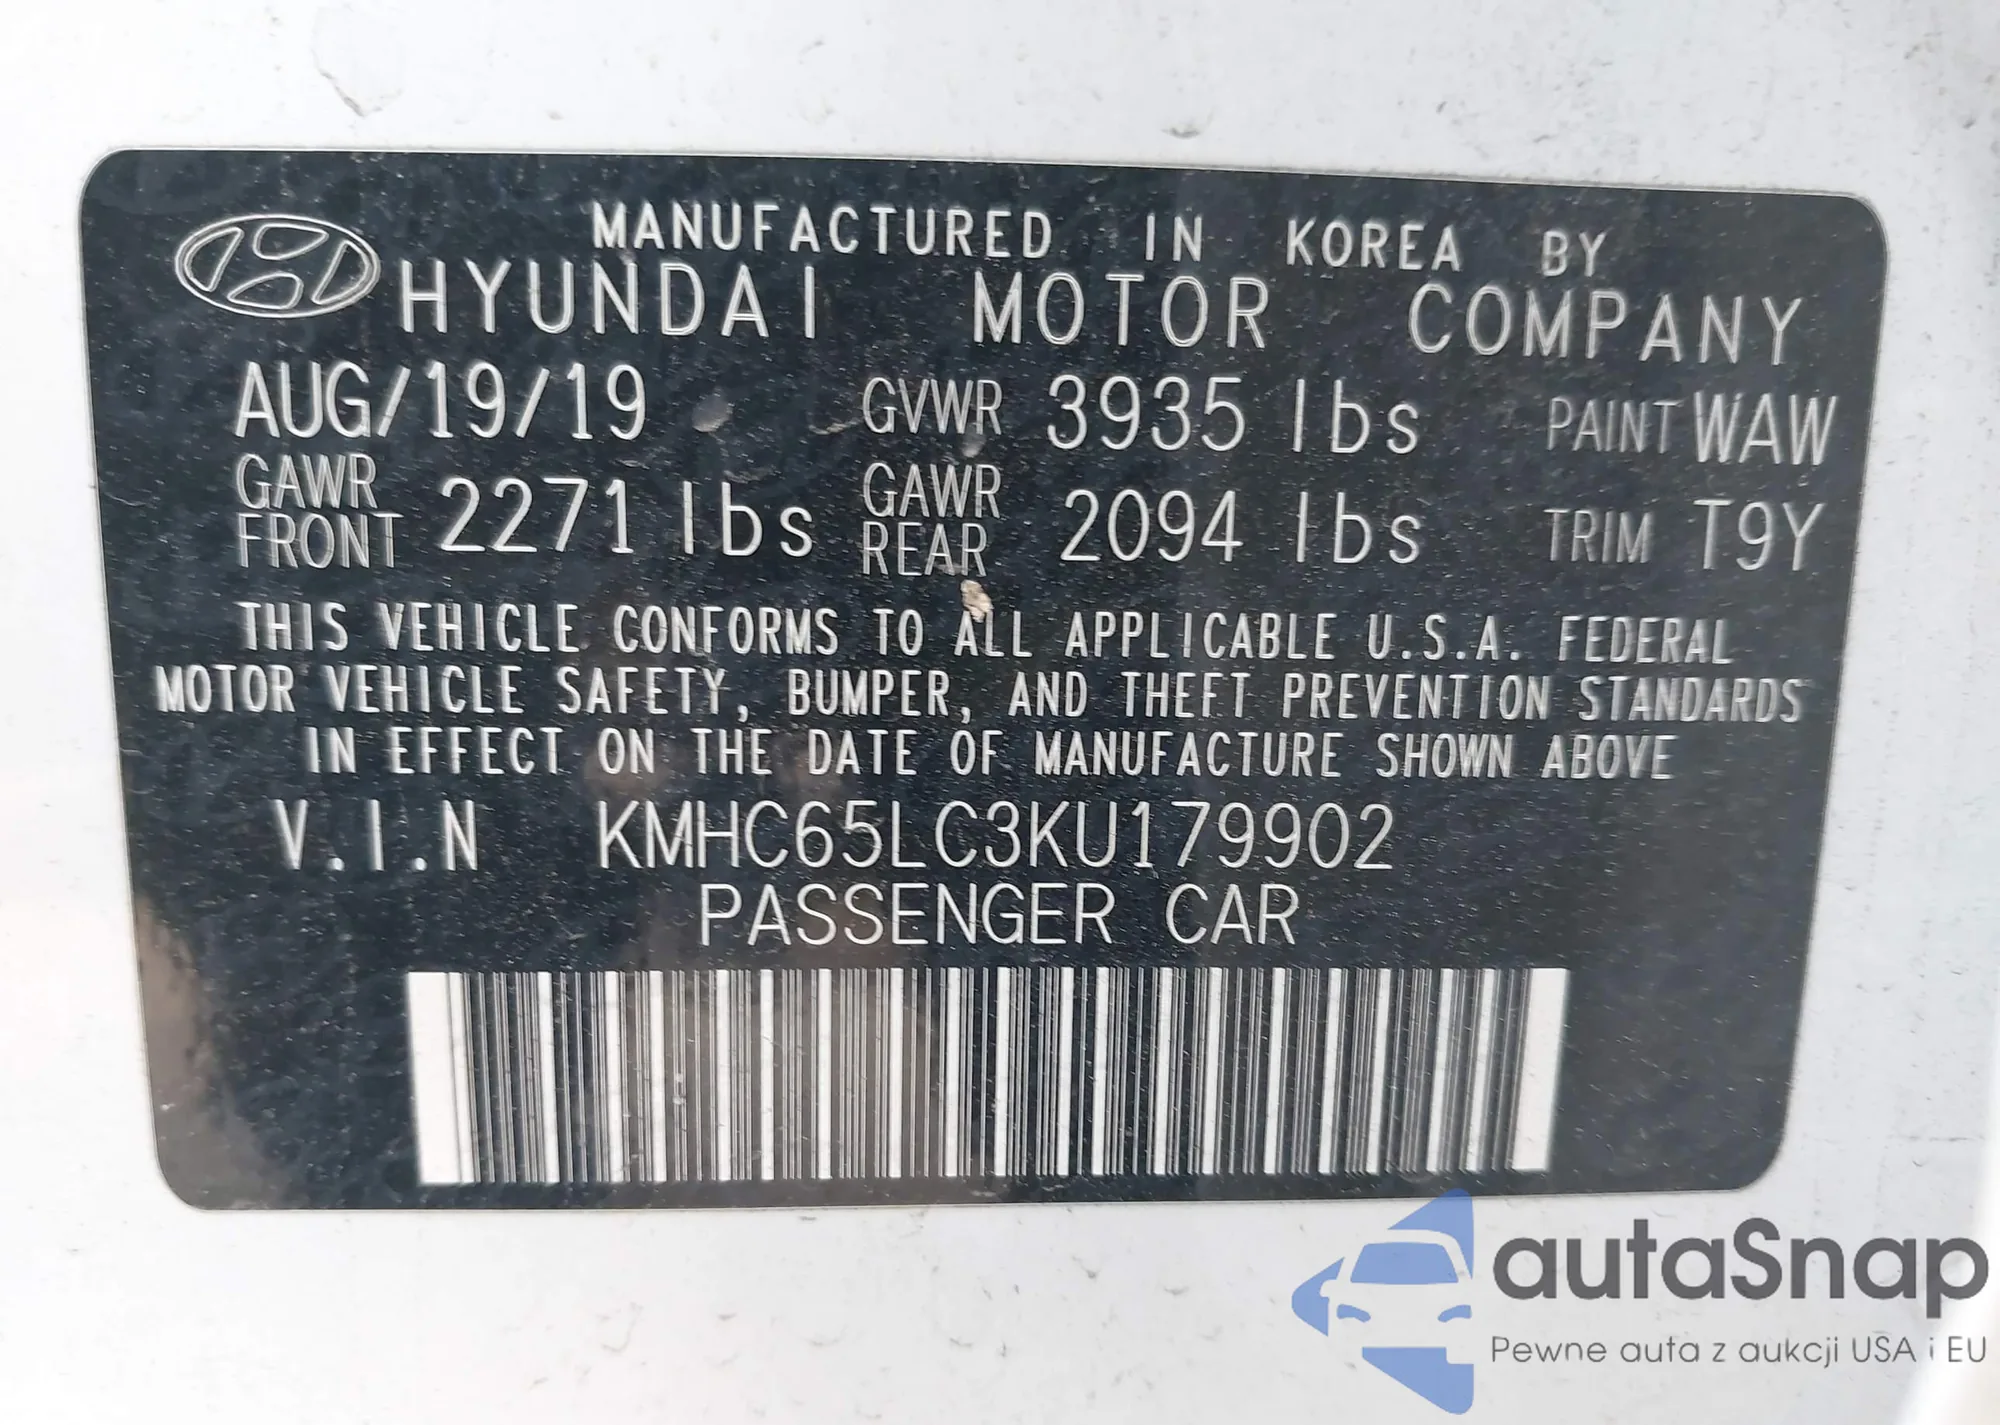 MANUFACTURED IN KOREA BY
HYUNDAI MOTOR COMPANY
AUG/19/19 GVWR 3935 lbs PAINT WAW
GAWR FRONT 2271 lbs GAWR REAR 2094 lbs TRIM T9Y
THIS VEHICLE CONFORMS TO ALL APPLICABLE U.S.A. FEDERAL
MOTOR VEHICLE SAFETY, BUMPER, AND THEFT PREVENTION STANDARDS
IN EFFECT ON THE DATE OF MANUFACTURE SHOWN ABOVE
V.I.N KMHC65LC3KU179902
PASSENGER CAR
autaSnap
Pewne auta z aukcji USA i EU